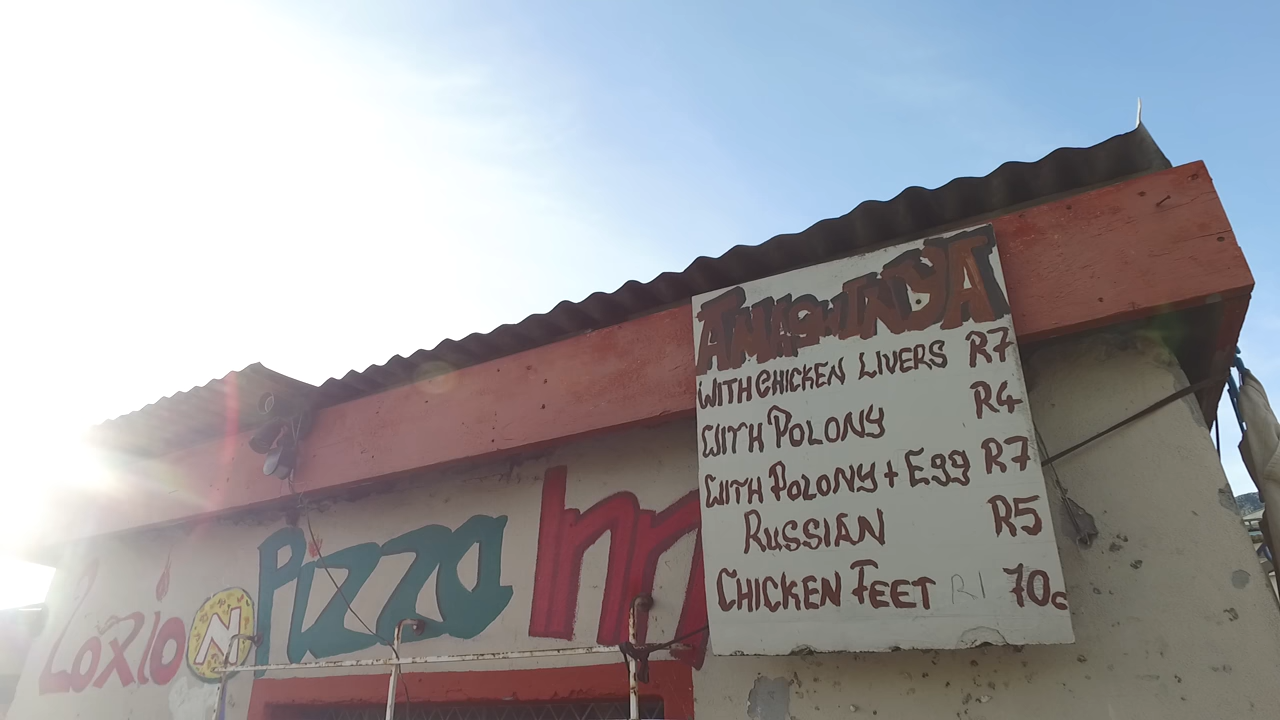 AMAGWINYA
WITH CHICKEN LIVERS R7
WITH POLONY R4
WITH POLONY + EGG R7
RUSSIAN R5
CHICKEN FEET R1 70c
LOXION Pizza